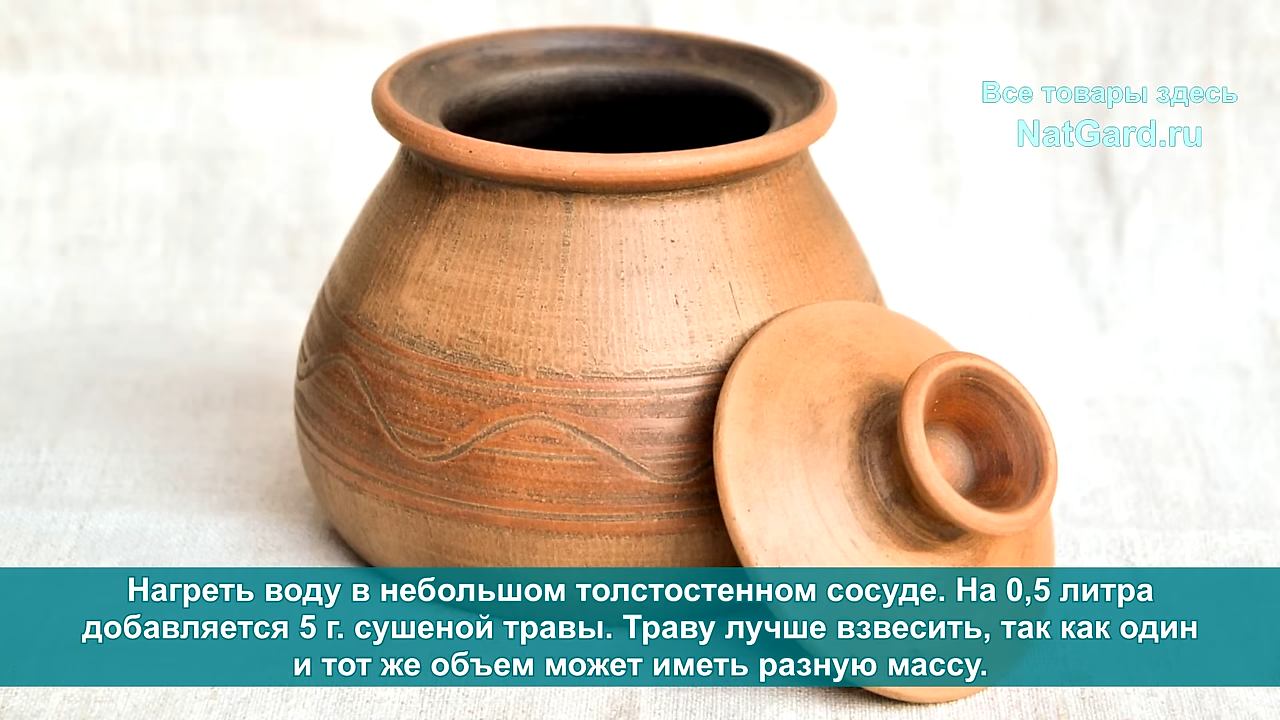 Все товары здесь
NatGard.ru
Нагреть воду в небольшом толстостенном сосуде. На 0,5 литра
добавляется 5 г. сушеной травы. Траву лучше взвесить, так как один
и тот же объем может иметь разную массу.